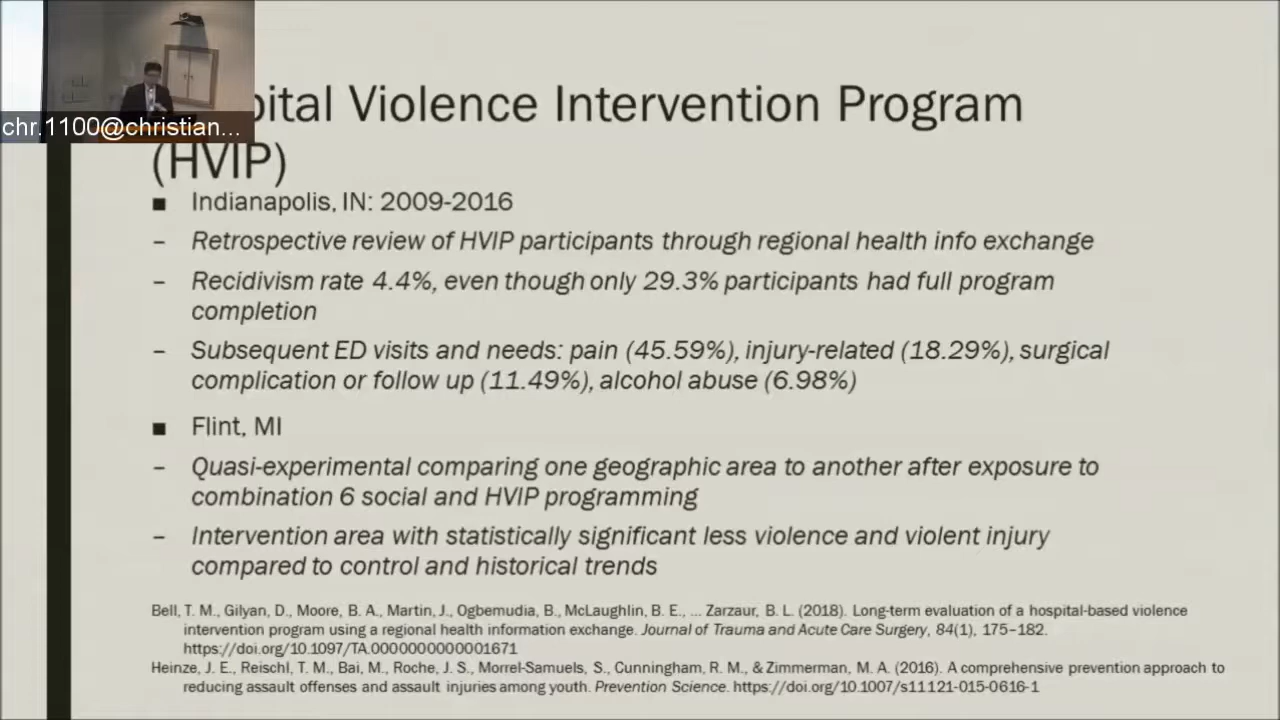 chr.1100@christian...
pital Violence Intervention Program
(HVIP)
■ Indianapolis, IN: 2009-2016
– Retrospective review of HVIP participants through regional health info exchange
– Recidivism rate 4.4%, even though only 29.3% participants had full program
completion
– Subsequent ED visits and needs: pain (45.59%), injury-related (18.29%), surgical
complication or follow up (11.49%), alcohol abuse (6.98%)
■ Flint, MI
– Quasi-experimental comparing one geographic area to another after exposure to
combination 6 social and HVIP programming
– Intervention area with statistically significant less violence and violent injury
compared to control and historical trends
Bell, T. M., Gilyan, D., Moore, B. A., Martin, J., Ogbemudia, B., McLaughlin, B. E., ... Zarzaur, B. L. (2018). Long-term evaluation of a hospital-based violence
intervention program using a regional health information exchange. Journal of Trauma and Acute Care Surgery, 84(1), 175–182.
https://doi.org/10.1097/TA.0000000000001671
Heinze, J. E., Reischl, T. M., Bai, M., Roche, J. S., Morrel-Samuels, S., Cunningham, R. M., & Zimmerman, M. A. (2016). A comprehensive prevention approach to
reducing assault offenses and assault injuries among youth. Prevention Science. https://doi.org/10.1007/s11121-015-0616-1